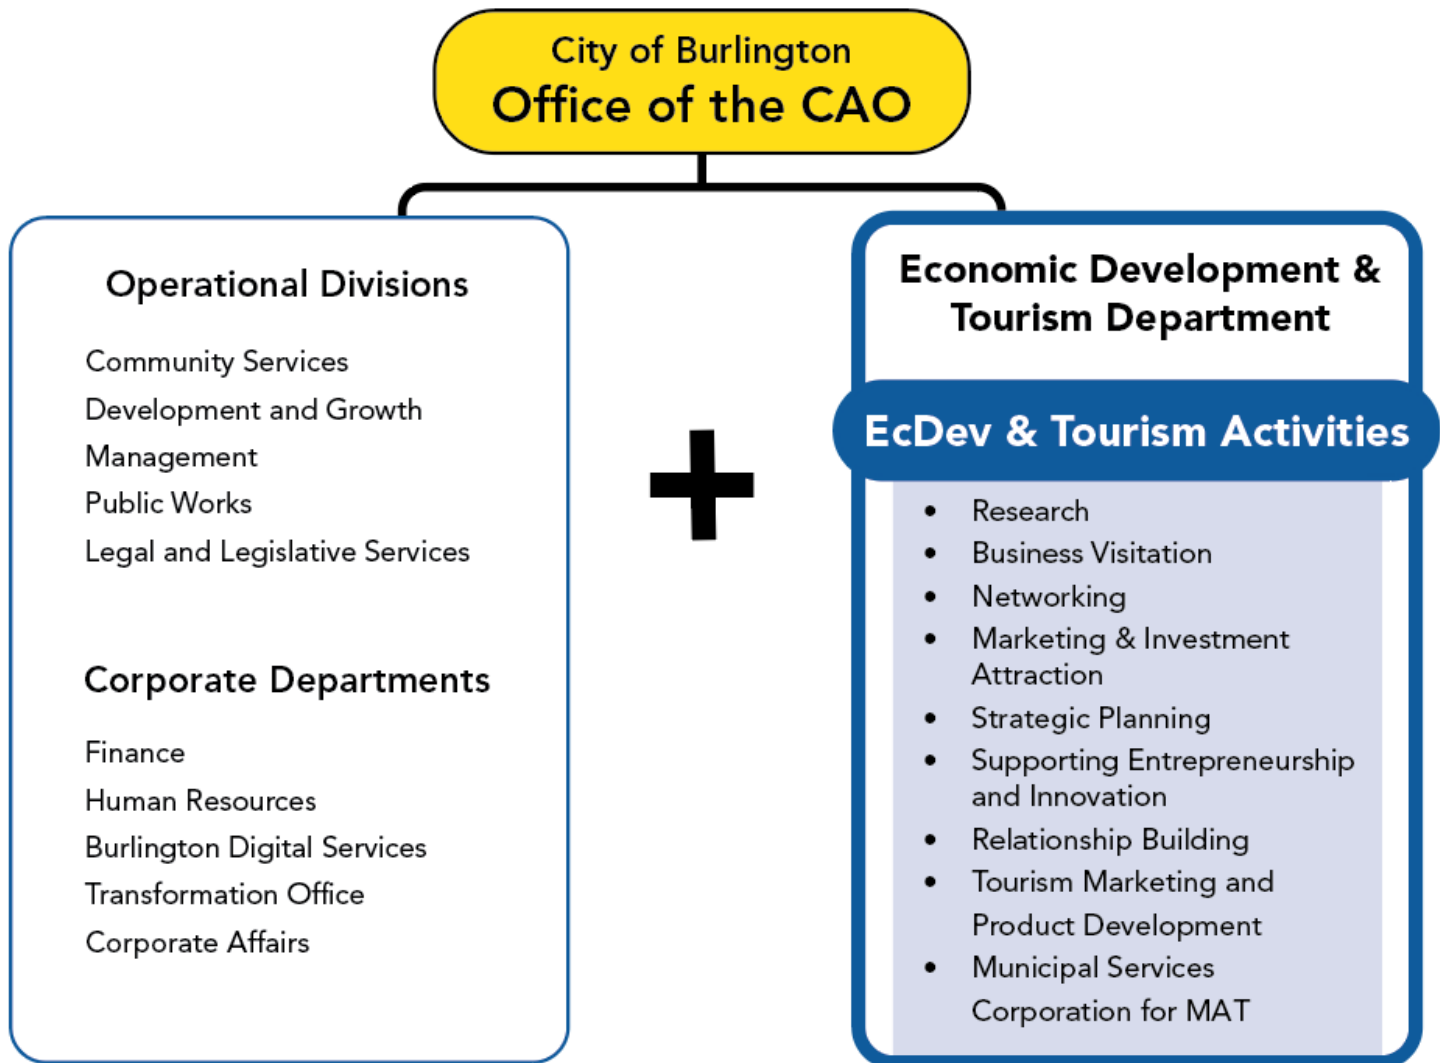 City of Burlington
Office of the CAO
Operational Divisions
Community Services
Development and Growth
Management
Public Works
Legal and Legislative Services
Corporate Departments
Finance
Human Resources
Burlington Digital Services
Transformation Office
Corporate Affairs
Economic Development &
Tourism Department
EcDev & Tourism Activities
• Research
• Business Visitation
• Networking
• Marketing & Investment
Attraction
• Strategic Planning
• Supporting Entrepreneurship
and Innovation
• Relationship Building
• Tourism Marketing and
Product Development
• Municipal Services
Corporation for MAT